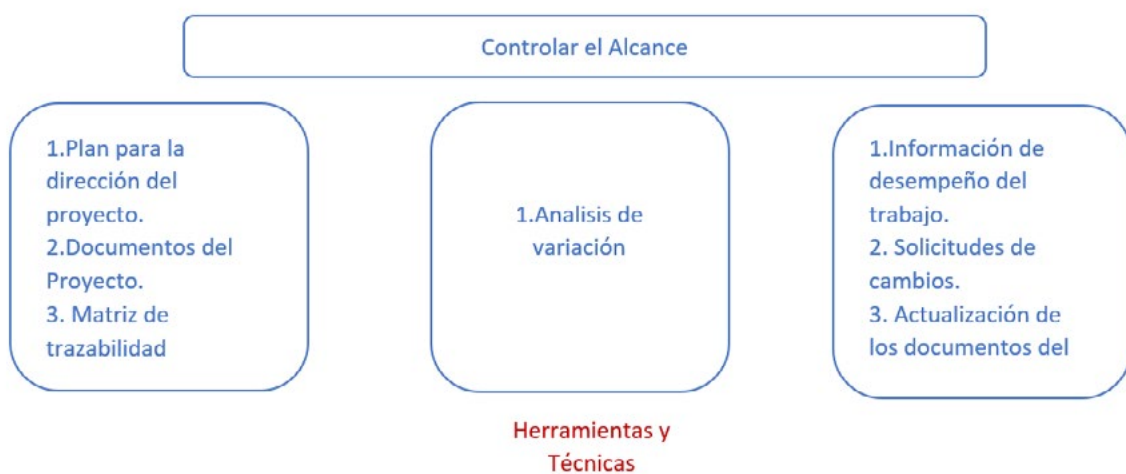 Controlar el Alcance
1.Plan para la
dirección del
proyecto.
2.Documentos del
Proyecto.
3. Matriz de
trazabilidad
1.Analisis de
variación
1.Información de
desempeño del
trabajo.
2. Solicitudes de
cambios.
3. Actualización de
los documentos del
Herramientas y
Técnicas